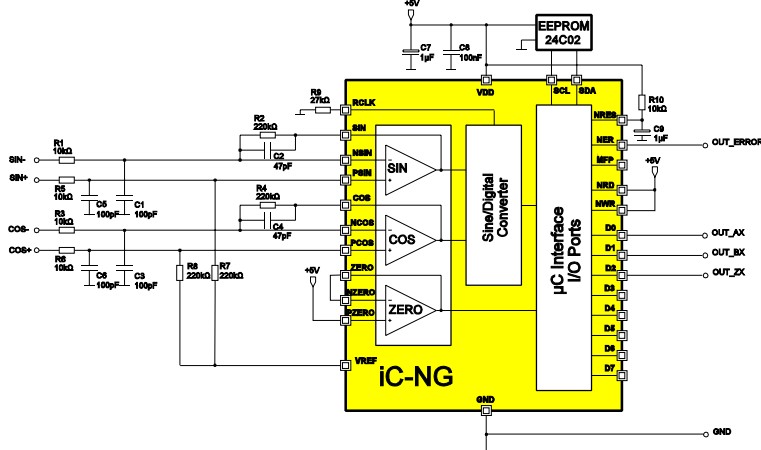 +5V
EEPROM
24C02
C7
1µF
C8
100nF
R9
27kΩ
RCLK
VDD
SCL
SDA
R10
10kΩ
NRES
C9
1µF
R2
220kΩ
SIN
NER
OUT_ERROR
R1
10kΩ
C2
47pF
NSIN
SIN
MFP
+5V
SIN-
SIN+
R5
10kΩ
PSIN
NRD
R4
220kΩ
C5
100pF
C1
100pF
COS
NWR
R3
10kΩ
C4
47pF
NCOS
COS
Sine/Digital
Converter
µC Interface
I/O Ports
D0
OUT_AX
COS-
COS+
R6
10kΩ
PCOS
D1
OUT_BX
C6
100pF
C3
100pF
R8
220kΩ
R7
220kΩ
+5V
ZERO
D2
OUT_ZX
NZERO
D3
PZERO
ZERO
D4
D5
D6
VREF
D7
iC-NG
GND
GND